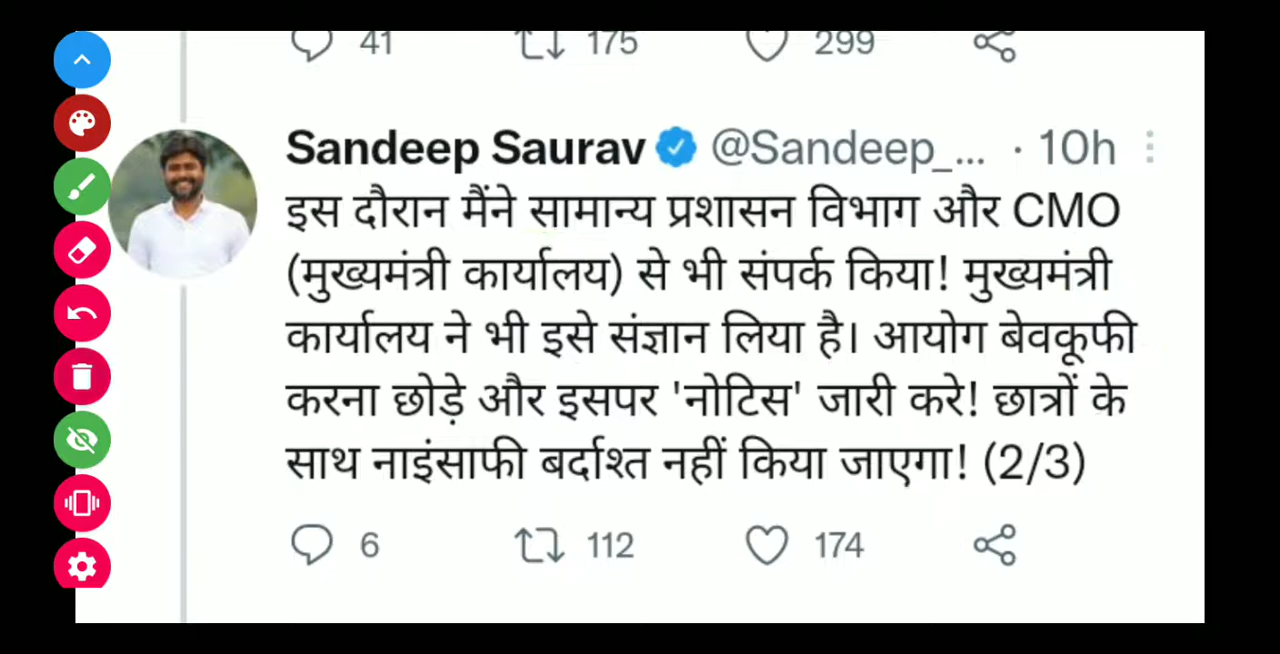 41 175 299
Sandeep Saurav @Sandeep_... · 10h
इस दौरान मैंने सामान्य प्रशासन विभाग और CMO
(मुख्यमंत्री कार्यालय) से भी संपर्क किया! मुख्यमंत्री
कार्यालय ने भी इसे संज्ञान लिया है। आयोग बेवकूफी
करना छोड़े और इसपर 'नोटिस' जारी करे! छात्रों के
साथ नाइंसाफी बर्दाश्त नहीं किया जाएगा! (2/3)
6 112 174